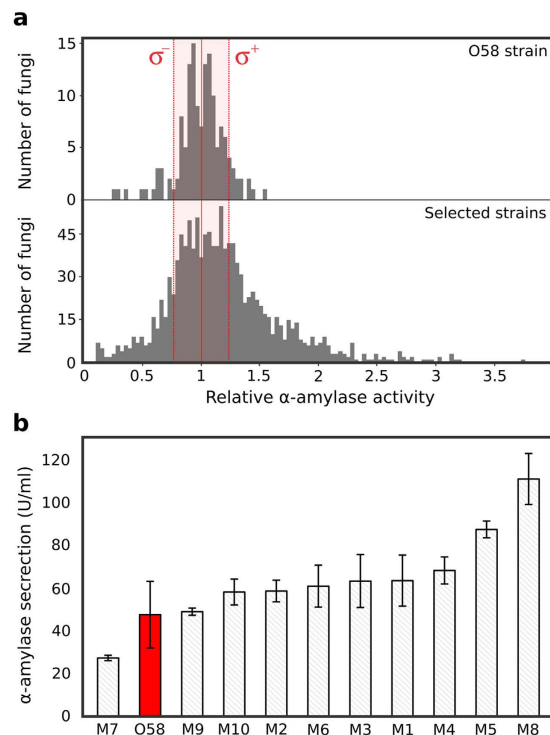 a
15
10
5
0
Number of fungi
σ⁻
σ⁺
O58 strain
45
30
15
0
Number of fungi
Selected strains
0 0.5 1 1.5 2 2.5 3 3.5
Relative α-amylase activity
b
120
100
80
60
40
20
0
α-amylase secrection (U/ml)
M7 O58 M9 M10 M2 M6 M3 M1 M4 M5 M8